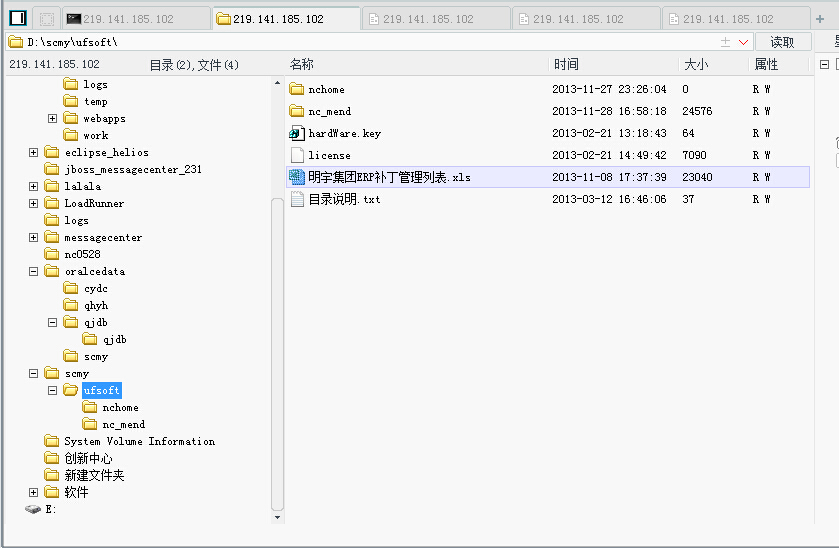 219.141.185.102 219.141.185.102 219.141.185.102 219.141.185.102 219.141.185.102 +
D:\scmy\ufsoft\ 读取
219.141.185.102 目录(2),文件(4)
名称 时间 大小 属性
logs
temp
webapps
work
eclipse_helios
jboss_messagecenter_231
lalala
LoadRunner
logs
messagecenter
nc0528
oralcedata
cydc
qhyh
qjdb
qjdb
scmy
scmy
ufsoft
nchome
nc_mend
System Volume Information
创新中心
新建文件夹
软件
E:
nchome 2013-11-27 23:26:04 0 R W
nc_mend 2013-11-28 16:58:18 24576 R W
hardWare.key 2013-02-21 13:18:43 64 R W
license 2013-02-21 14:49:42 7090 R W
明宇集团ERP补丁管理列表.xls 2013-11-08 17:37:39 23040 R W
目录说明.txt 2013-03-12 16:46:06 37 R W